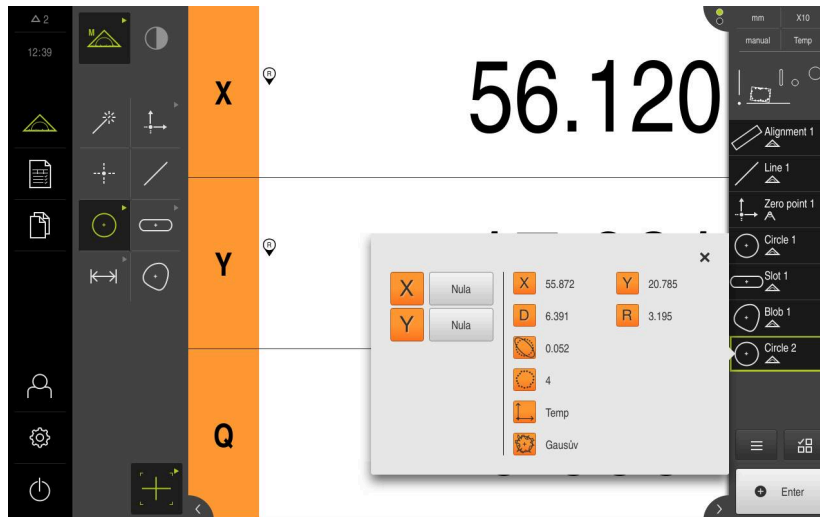 2
12:39
M
X
R
56.120
Y
R
Q
X
Nula
Y
Nula
X
55.872
Y
20.785
D
6.391
R
3.195
0.052
4
Temp
Gausův
mm
X10
manual
Temp
Alignment 1
Line 1
Zero point 1
Circle 1
Slot 1
Blob 1
Circle 2
Enter